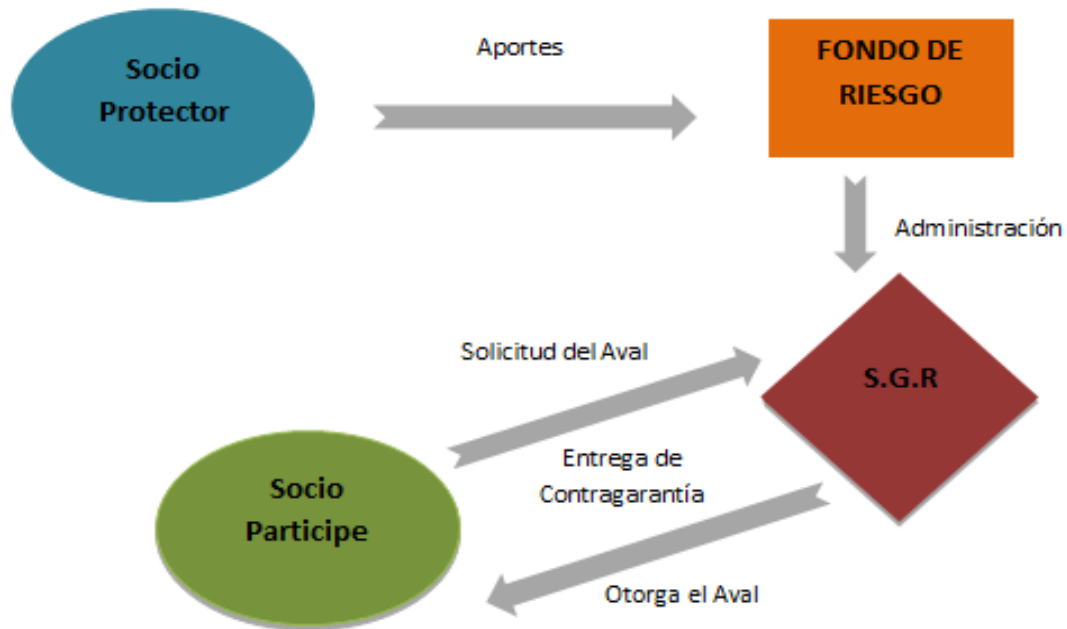 Socio
Protector
Aportes
FONDO DE
RIESGO
Administración
Solicitud del Aval
S.G.R
Entrega de
Contragarantía
Socio
Participe
Otorga el Aval